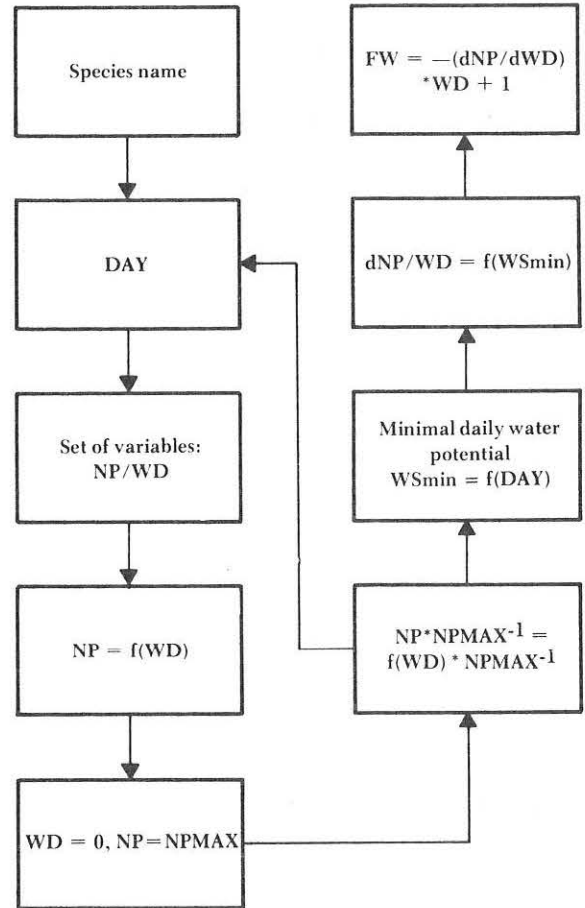 Species name
DAY
Set of variables:
NP/WD
NP = f(WD)
WD = 0, NP=NPMAX
NP*NPMAX-1 =
f(WD) * NPMAX-1
Minimal daily water
potential
WSmin = f(DAY)
dNP/WD = f(WSmin)
FW = —(dNP/dWD)
*WD + 1